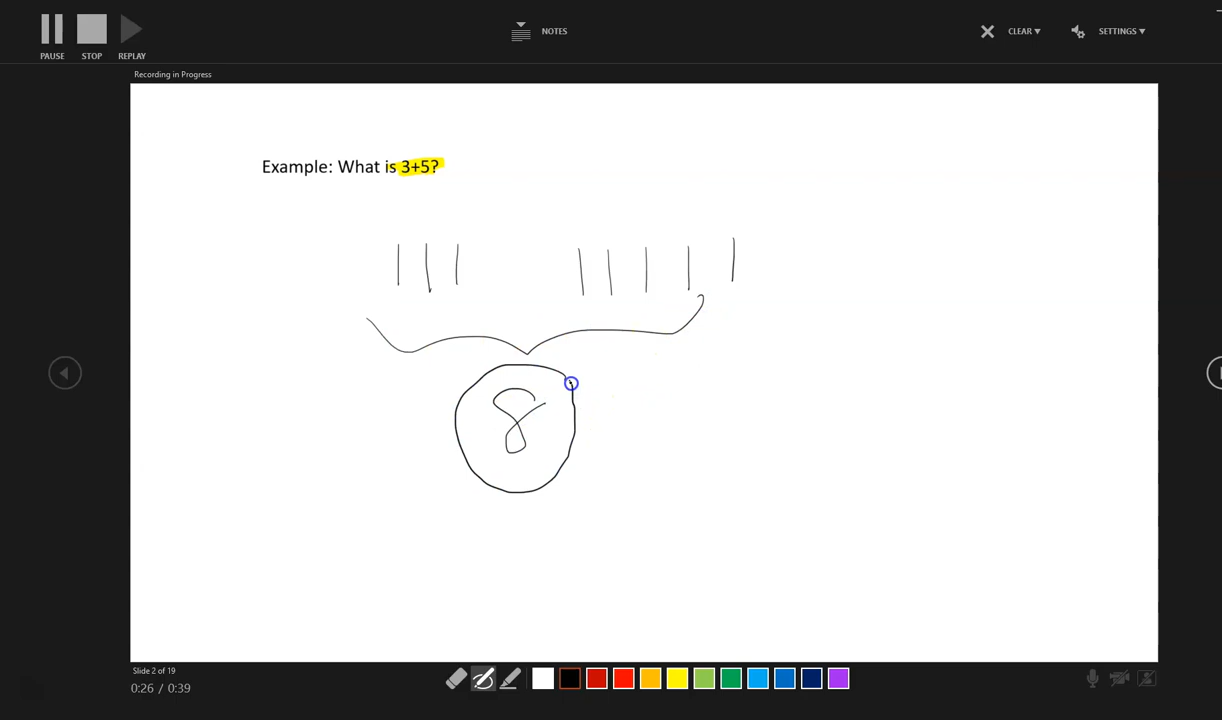 PAUSE STOP REPLAY NOTES CLEAR SETTINGS
Recording in Progress
Example: What is 3+5?
8
Slide 2 of 19
0:26 / 0:39